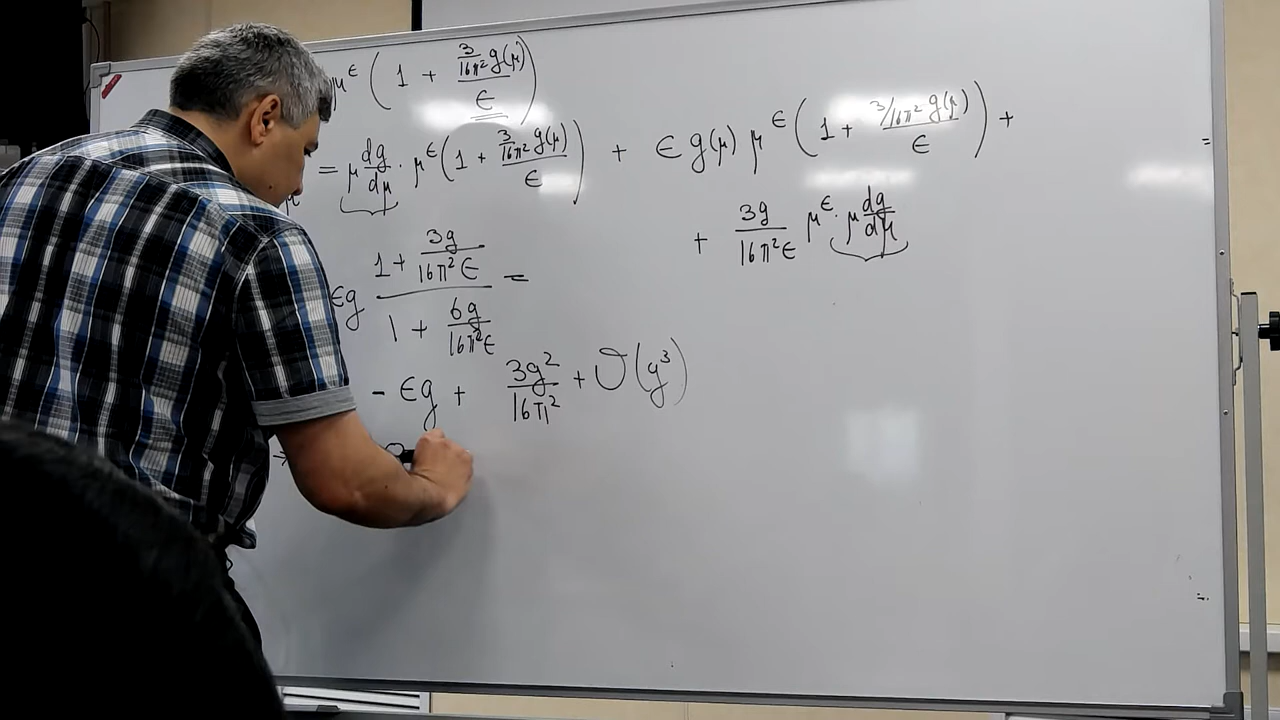 μ^ε ( 1 + (3/16π² g(μ))/ε )
= μ dg/dμ · μ^ε ( 1 + (3/16π² g(μ))/ε ) + ε g(μ) μ^ε ( 1 + (3/16π² g(μ))/ε ) + =
+ 3g/(16π²ε) μ^ε · μ dg/dμ
εg (1 + 3g/(16π²ε))/(1 + 6g/(16π²ε)) =
- εg + 3g²/16π² + O(g³)